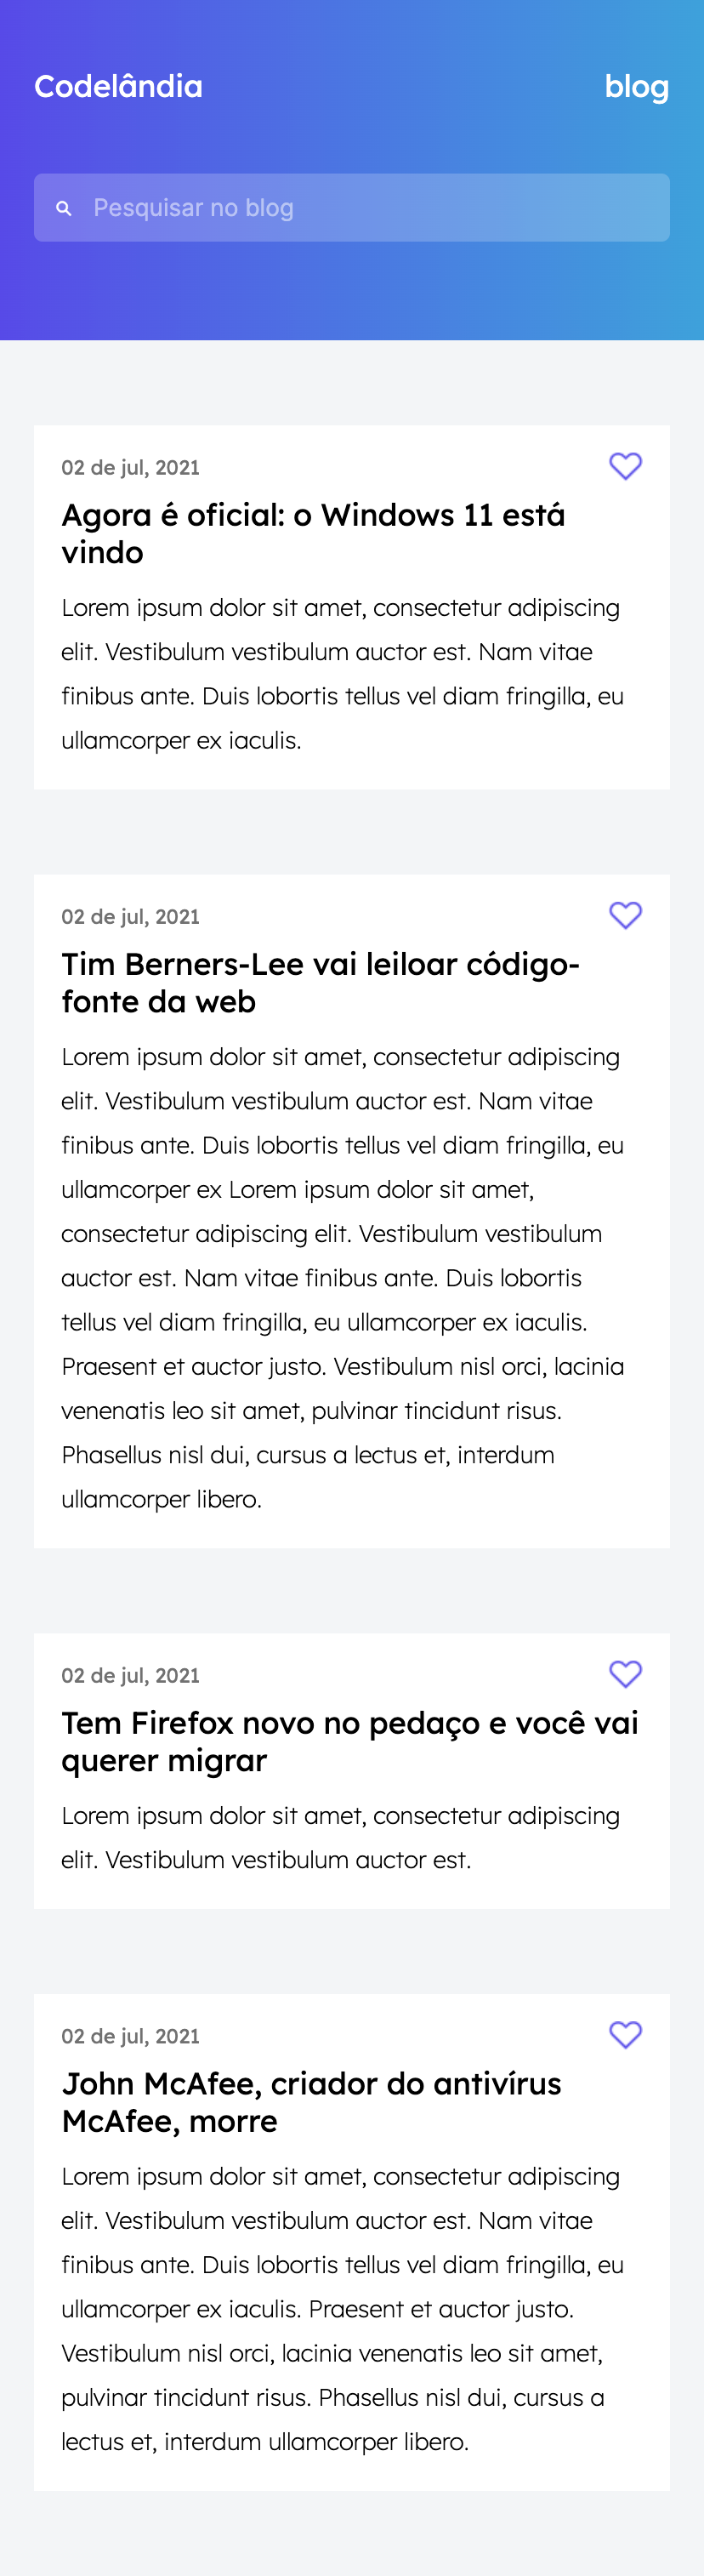 Codelândia
blog
Pesquisar no blog
02 de jul, 2021
Agora é oficial: o Windows 11 está
vindo
Lorem ipsum dolor sit amet, consectetur adipiscing
elit. Vestibulum vestibulum auctor est. Nam vitae
finibus ante. Duis lobortis tellus vel diam fringilla, eu
ullamcorper ex iaculis.
02 de jul, 2021
Tim Berners-Lee vai leiloar código-
fonte da web
Lorem ipsum dolor sit amet, consectetur adipiscing
elit. Vestibulum vestibulum auctor est. Nam vitae
finibus ante. Duis lobortis tellus vel diam fringilla, eu
ullamcorper ex Lorem ipsum dolor sit amet,
consectetur adipiscing elit. Vestibulum vestibulum
auctor est. Nam vitae finibus ante. Duis lobortis
tellus vel diam fringilla, eu ullamcorper ex iaculis.
Praesent et auctor justo. Vestibulum nisl orci, lacinia
venenatis leo sit amet, pulvinar tincidunt risus.
Phasellus nisl dui, cursus a lectus et, interdum
ullamcorper libero.
02 de jul, 2021
Tem Firefox novo no pedaço e você vai
querer migrar
Lorem ipsum dolor sit amet, consectetur adipiscing
elit. Vestibulum vestibulum auctor est.
02 de jul, 2021
John McAfee, criador do antivírus
McAfee, morre
Lorem ipsum dolor sit amet, consectetur adipiscing
elit. Vestibulum vestibulum auctor est. Nam vitae
finibus ante. Duis lobortis tellus vel diam fringilla, eu
ullamcorper ex iaculis. Praesent et auctor justo.
Vestibulum nisl orci, lacinia venenatis leo sit amet,
pulvinar tincidunt risus. Phasellus nisl dui, cursus a
lectus et, interdum ullamcorper libero.